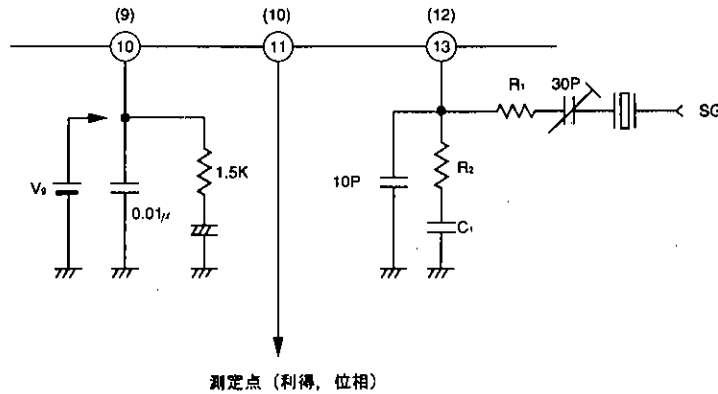 (9)
(10)
(12)
10
11
13
R₁
30P
SG
1.5K
R₂
10P
V₉
0.01μ
C₁
測定点（利得，位相）